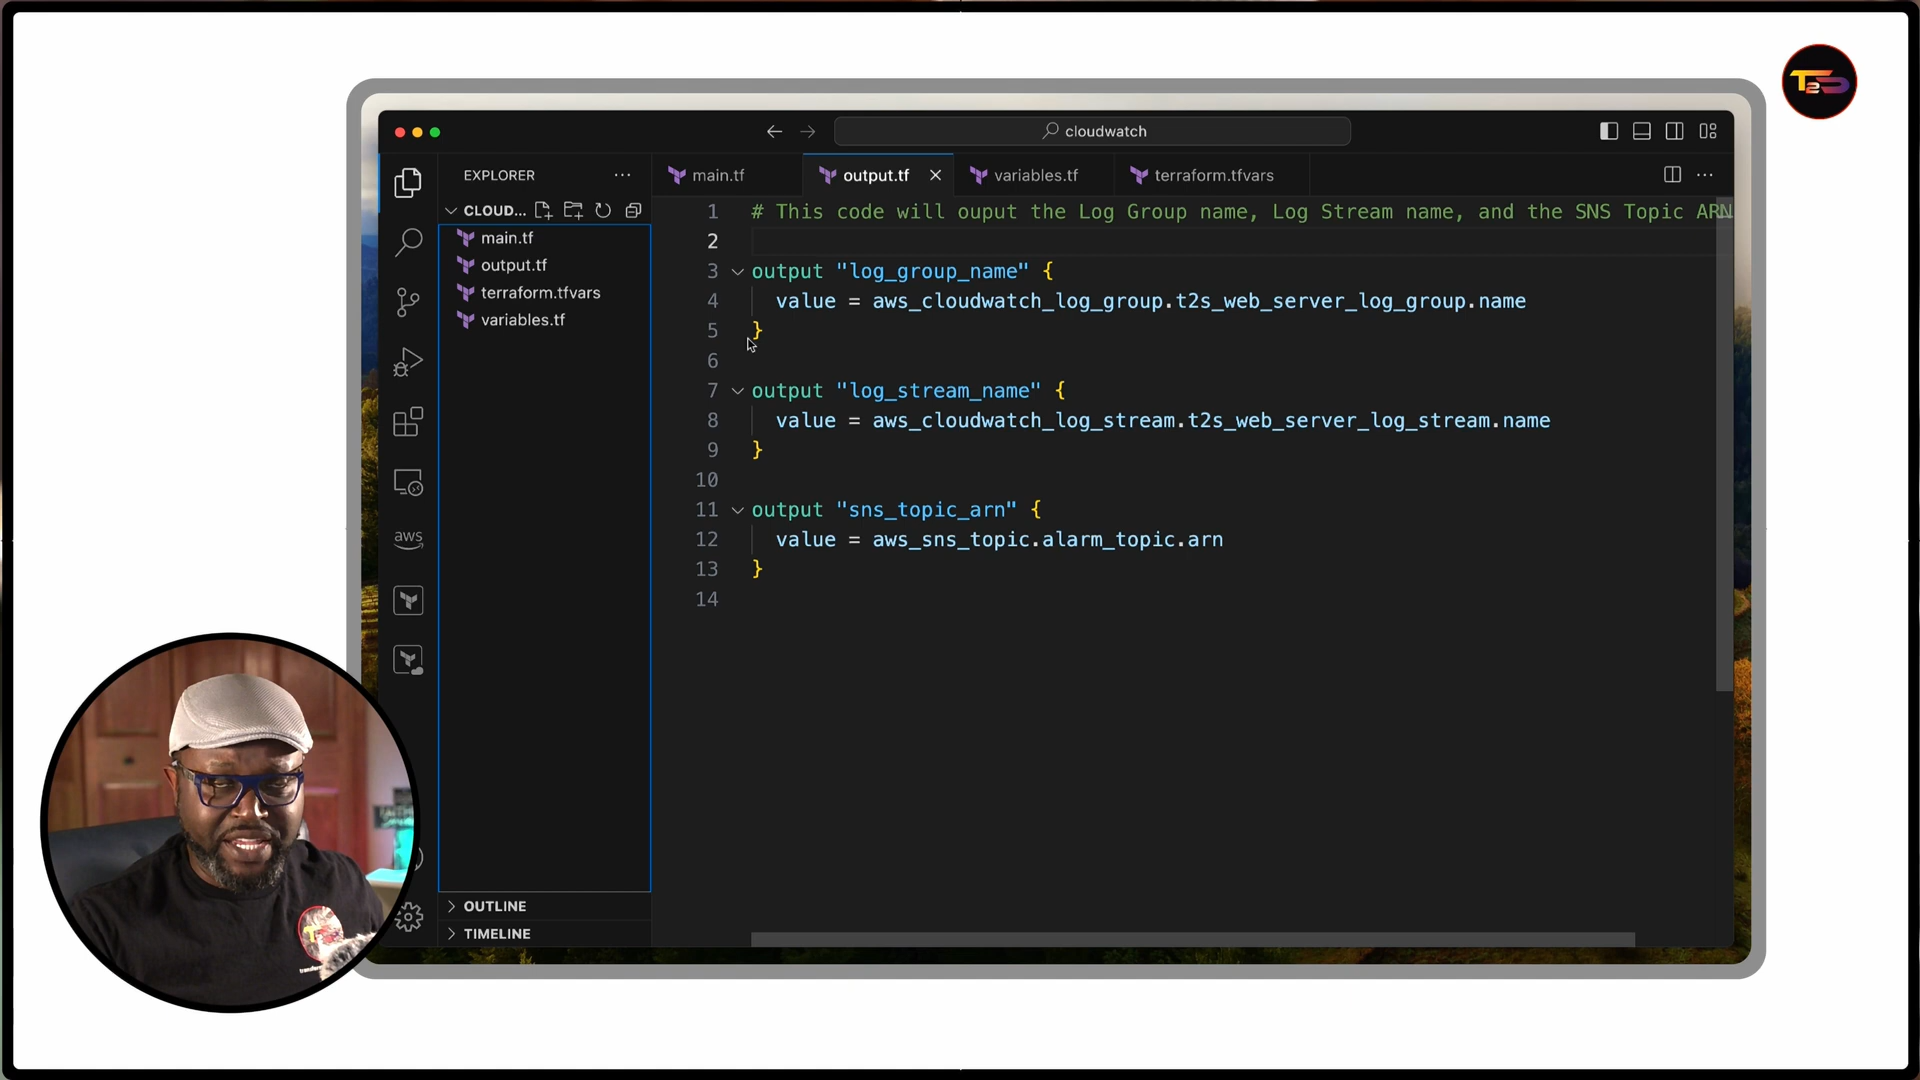 T2S
cloudwatch
EXPLORER
main.tf
output.tf
variables.tf
terraform.tfvars
CLOUD...
main.tf
output.tf
terraform.tfvars
variables.tf
aws
1 # This code will ouput the Log Group name, Log Stream name, and the SNS Topic ARN
2
3 output "log_group_name" {
4 value = aws_cloudwatch_log_group.t2s_web_server_log_group.name
5 }
6
7 output "log_stream_name" {
8 value = aws_cloudwatch_log_stream.t2s_web_server_log_stream.name
9 }
10
11 output "sns_topic_arn" {
12 value = aws_sns_topic.alarm_topic.arn
13 }
14
OUTLINE
TIMELINE